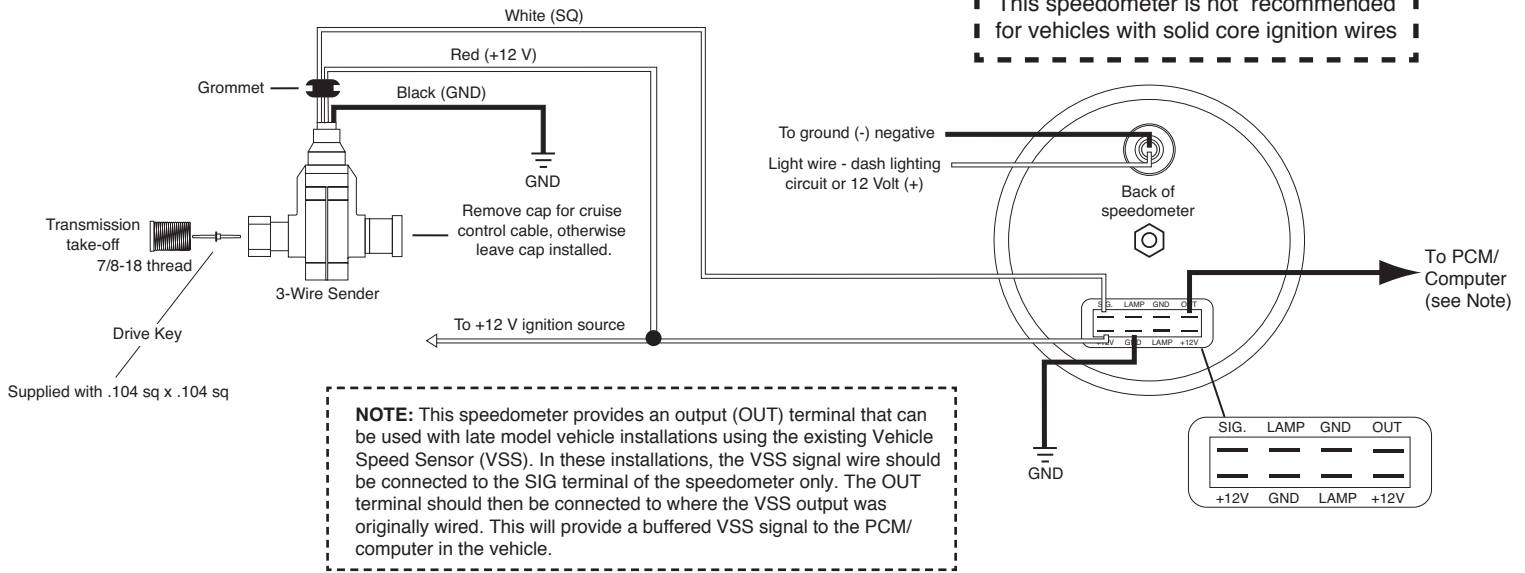 This speedometer is not recommended
for vehicles with solid core ignition wires
White (SQ)
Red (+12 V)
Grommet
Black (GND)
GND
Remove cap for cruise
control cable, otherwise
leave cap installed.
Transmission
take-off
7/8-18 thread
3-Wire Sender
Drive Key
Supplied with .104 sq x .104 sq
To +12 V ignition source
To ground (-) negative
Light wire - dash lighting
circuit or 12 Volt (+)
Back of
speedometer
To PCM/
Computer
(see Note)
SIG. LAMP GND OUT
+12V GND LAMP +12V
GND
SIG. LAMP GND OUT
+12V GND LAMP +12V
NOTE: This speedometer provides an output (OUT) terminal that can
be used with late model vehicle installations using the existing Vehicle
Speed Sensor (VSS). In these installations, the VSS signal wire should
be connected to the SIG terminal of the speedometer only. The OUT
terminal should then be connected to where the VSS output was
originally wired. This will provide a buffered VSS signal to the PCM/
computer in the vehicle.